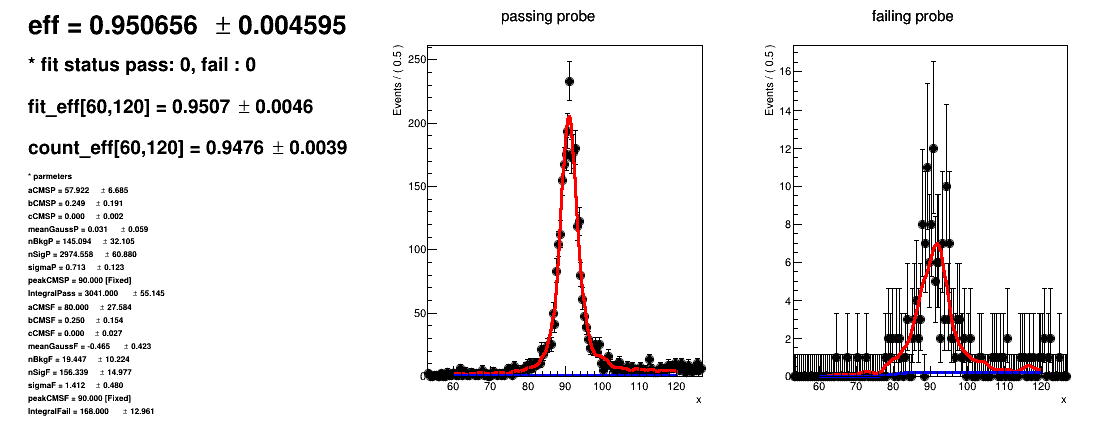 eff = 0.950656 ± 0.004595
* fit status pass: 0, fail : 0
fit_eff[60,120] = 0.9507 ± 0.0046
count_eff[60,120] = 0.9476 ± 0.0039
* parmeters
aCMSP = 57.922 ± 6.685
bCMSP = 0.249 ± 0.191
cCMSP = 0.000 ± 0.002
meanGaussP = 0.031 ± 0.059
nBkgP = 145.094 ± 32.105
nSigP = 2974.558 ± 60.880
sigmaP = 0.713 ± 0.123
peakCMSP = 90.000 [Fixed]
IntegralPass = 3041.000 ± 55.145
aCMSF = 80.000 ± 27.584
bCMSF = 0.250 ± 0.154
cCMSF = 0.000 ± 0.027
meanGaussF = -0.465 ± 0.423
nBkgF = 19.447 ± 10.224
nSigF = 156.339 ± 14.977
sigmaF = 1.412 ± 0.480
peakCMSF = 90.000 [Fixed]
IntegralFail = 168.000 ± 12.961
passing probe
Events / ( 0.5 )
250
200
150
100
50
0
60 70 80 90 100 110 120
x
failing probe
Events / ( 0.5 )
16
14
12
10
8
6
4
2
0
60 70 80 90 100 110 120
x